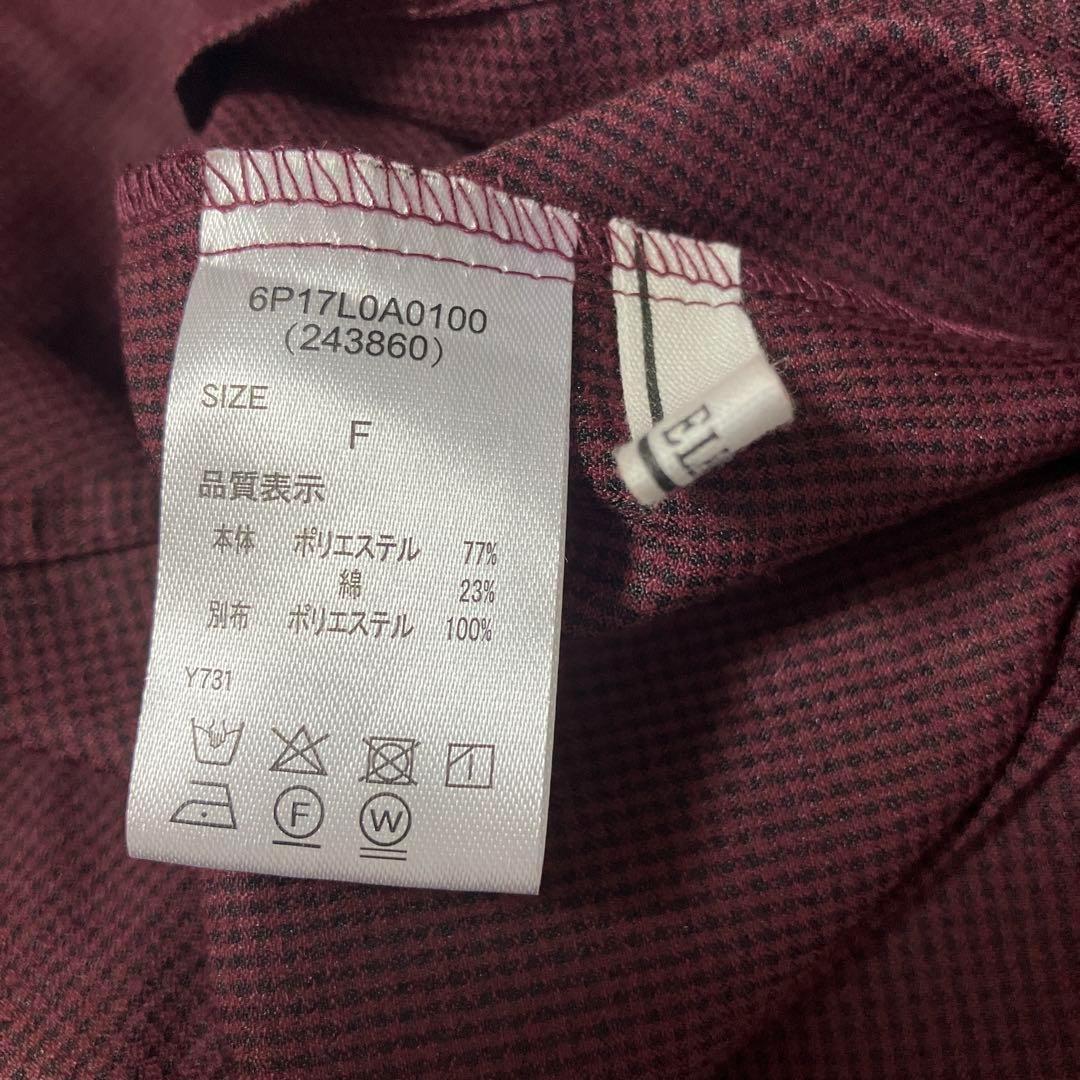 6P17L0A0100
(243860)
SIZE
F
品質表示
本体 ポリエステル 77%
綿 23%
別布 ポリエステル 100%
Y731
F
W